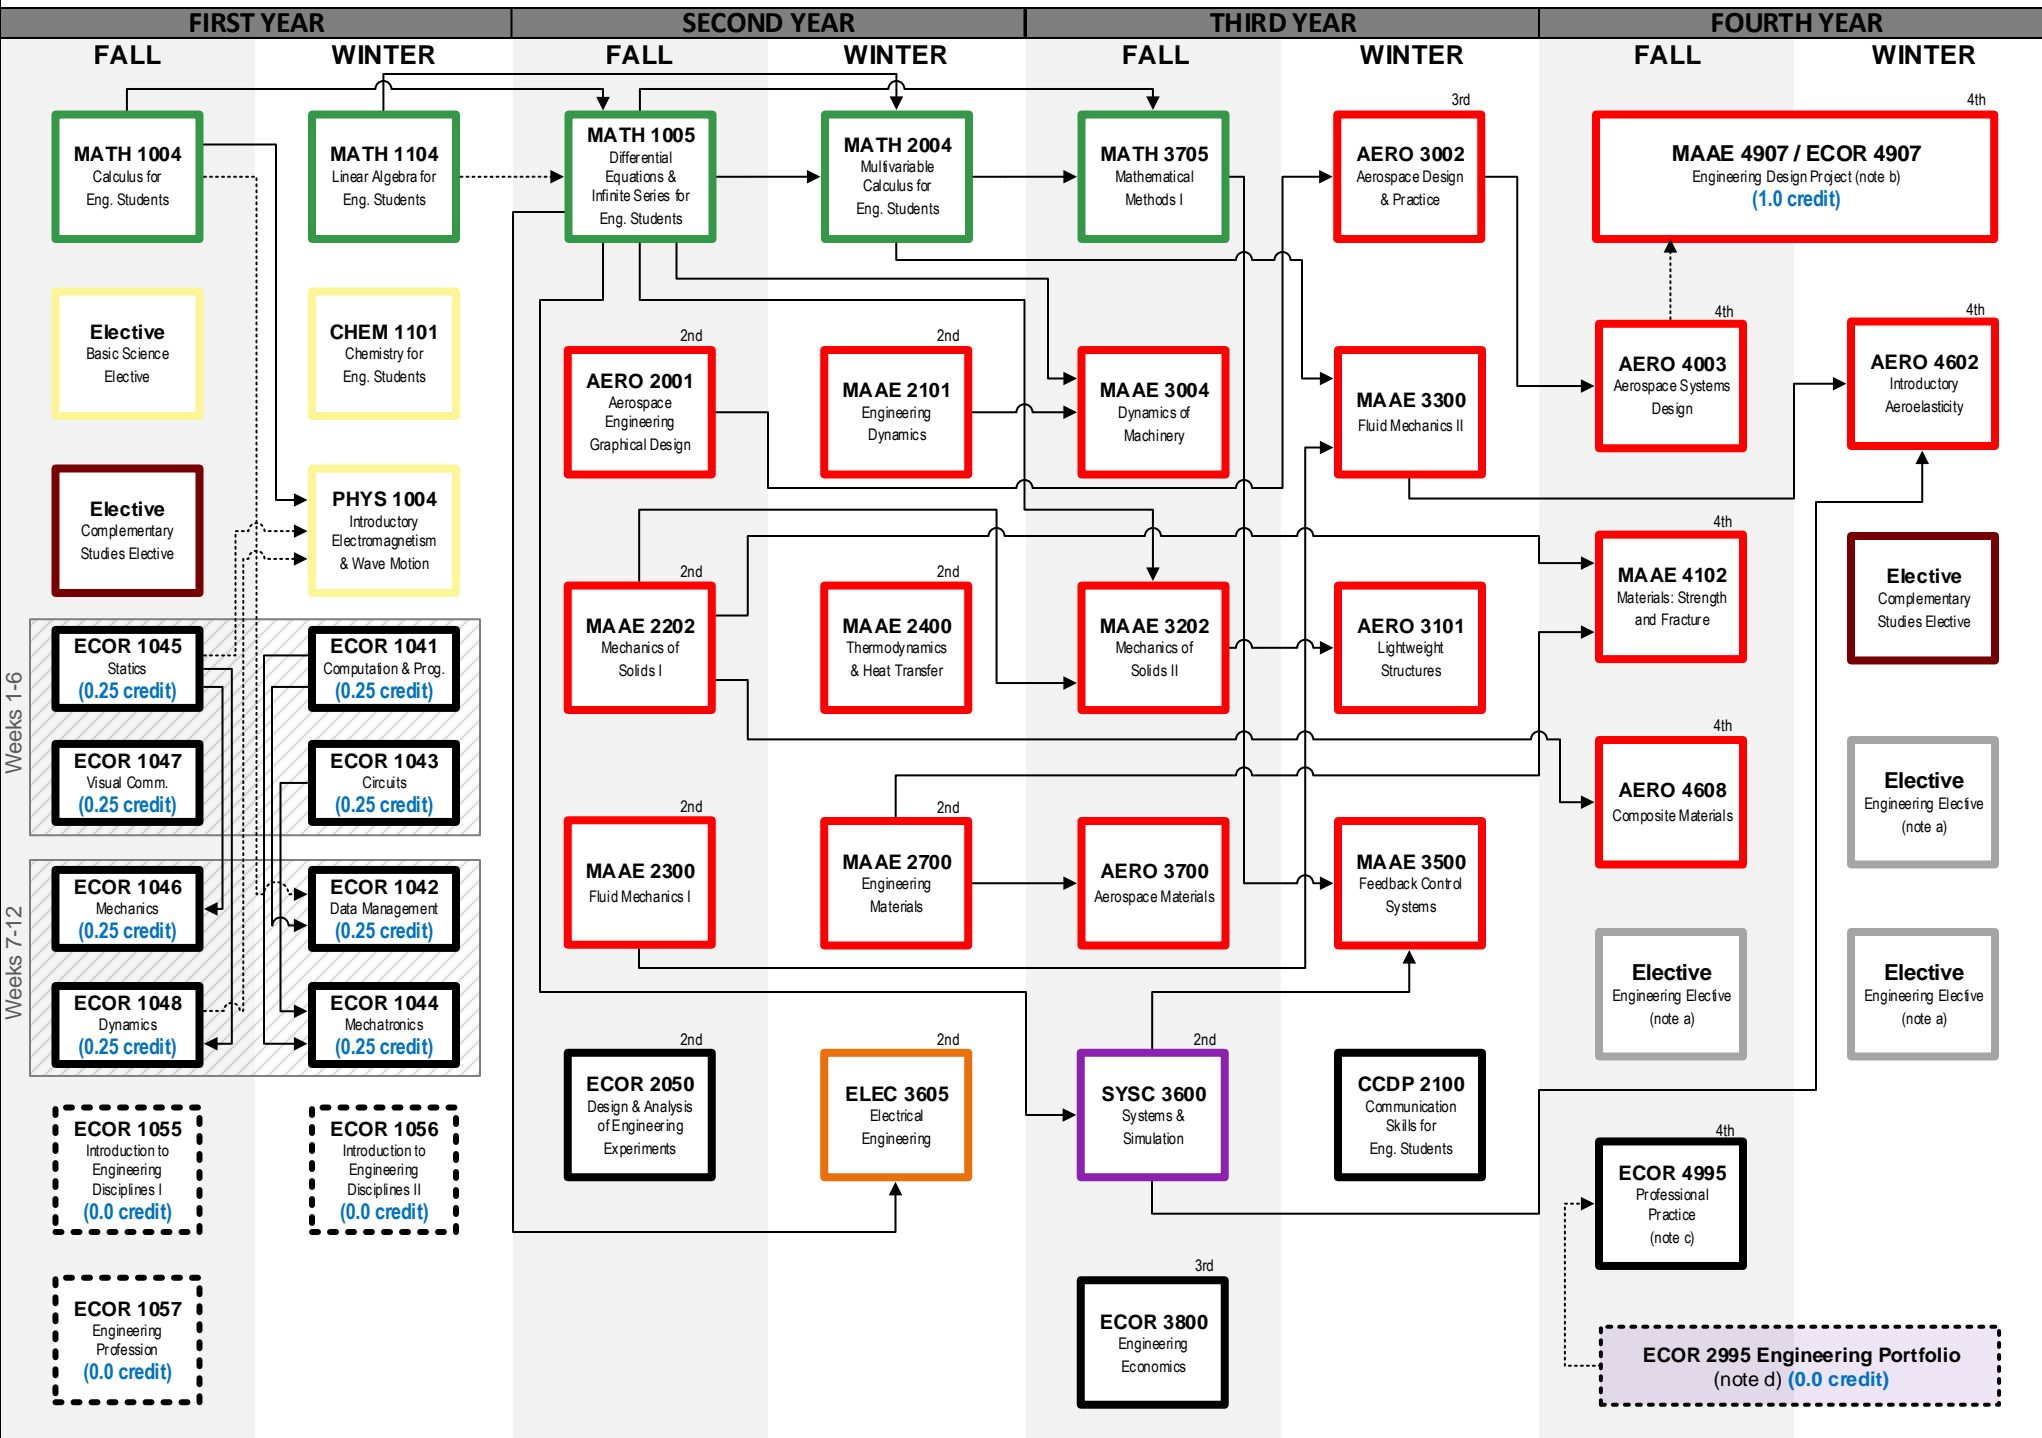 FIRST YEAR
SECOND YEAR
THIRD YEAR
FOURTH YEAR
FALL
WINTER
FALL
WINTER
FALL
WINTER
FALL
WINTER
MATH 1004
Calculus for
Eng. Students
MATH 1104
Linear Algebra for
Eng. Students
MATH 1005
Differential
Equations &
Infinite Series for
Eng. Students
MATH 2004
Multivariable
Calculus for
Eng. Students
MATH 3705
Mathematical
Methods I
3rd
AERO 3002
Aerospace Design
& Practice
4th
MAAE 4907 / ECOR 4907
Engineering Design Project (note b)
(1.0 credit)
Elective
Basic Science
Elective
CHEM 1101
Chemistry for
Eng. Students
2nd
AERO 2001
Aerospace
Engineering
Graphical Design
2nd
MAAE 2101
Engineering
Dynamics
MAAE 3004
Dynamics of
Machinery
MAAE 3300
Fluid Mechanics II
4th
AERO 4003
Aerospace Systems
Design
4th
AERO 4602
Introductory
Aeroelasticity
Elective
Complementary
Studies Elective
PHYS 1004
Introductory
Electromagnetism
& Wave Motion
2nd
MAAE 2202
Mechanics of
Solids I
2nd
MAAE 2400
Thermodynamics
& Heat Transfer
MAAE 3202
Mechanics of
Solids II
AERO 3101
Lightweight
Structures
4th
MAAE 4102
Materials: Strength
and Fracture
Elective
Complementary
Studies Elective
Weeks 1-6
ECOR 1045
Statics
(0.25 credit)
ECOR 1041
Computation & Prog.
(0.25 credit)
ECOR 1047
Visual Comm.
(0.25 credit)
ECOR 1043
Circuits
(0.25 credit)
4th
AERO 4608
Composite Materials
Elective
Engineering Elective
(note a)
Weeks 7-12
ECOR 1046
Mechanics
(0.25 credit)
ECOR 1042
Data Management
(0.25 credit)
ECOR 1048
Dynamics
(0.25 credit)
ECOR 1044
Mechatronics
(0.25 credit)
2nd
MAAE 2300
Fluid Mechanics I
2nd
MAAE 2700
Engineering
Materials
AERO 3700
Aerospace Materials
MAAE 3500
Feedback Control
Systems
Elective
Engineering Elective
(note a)
Elective
Engineering Elective
(note a)
2nd
ECOR 2050
Design & Analysis
of Engineering
Experiments
2nd
ELEC 3605
Electrical
Engineering
2nd
SYSC 3600
Systems &
Simulation
CCDP 2100
Communication
Skills for
Eng. Students
ECOR 1055
Introduction to
Engineering
Disciplines I
(0.0 credit)
ECOR 1056
Introduction to
Engineering
Disciplines II
(0.0 credit)
4th
ECOR 4995
Professional
Practice
(note c)
ECOR 1057
Engineering
Profession
(0.0 credit)
3rd
ECOR 3800
Engineering
Economics
ECOR 2995 Engineering Portfolio
(note d) (0.0 credit)